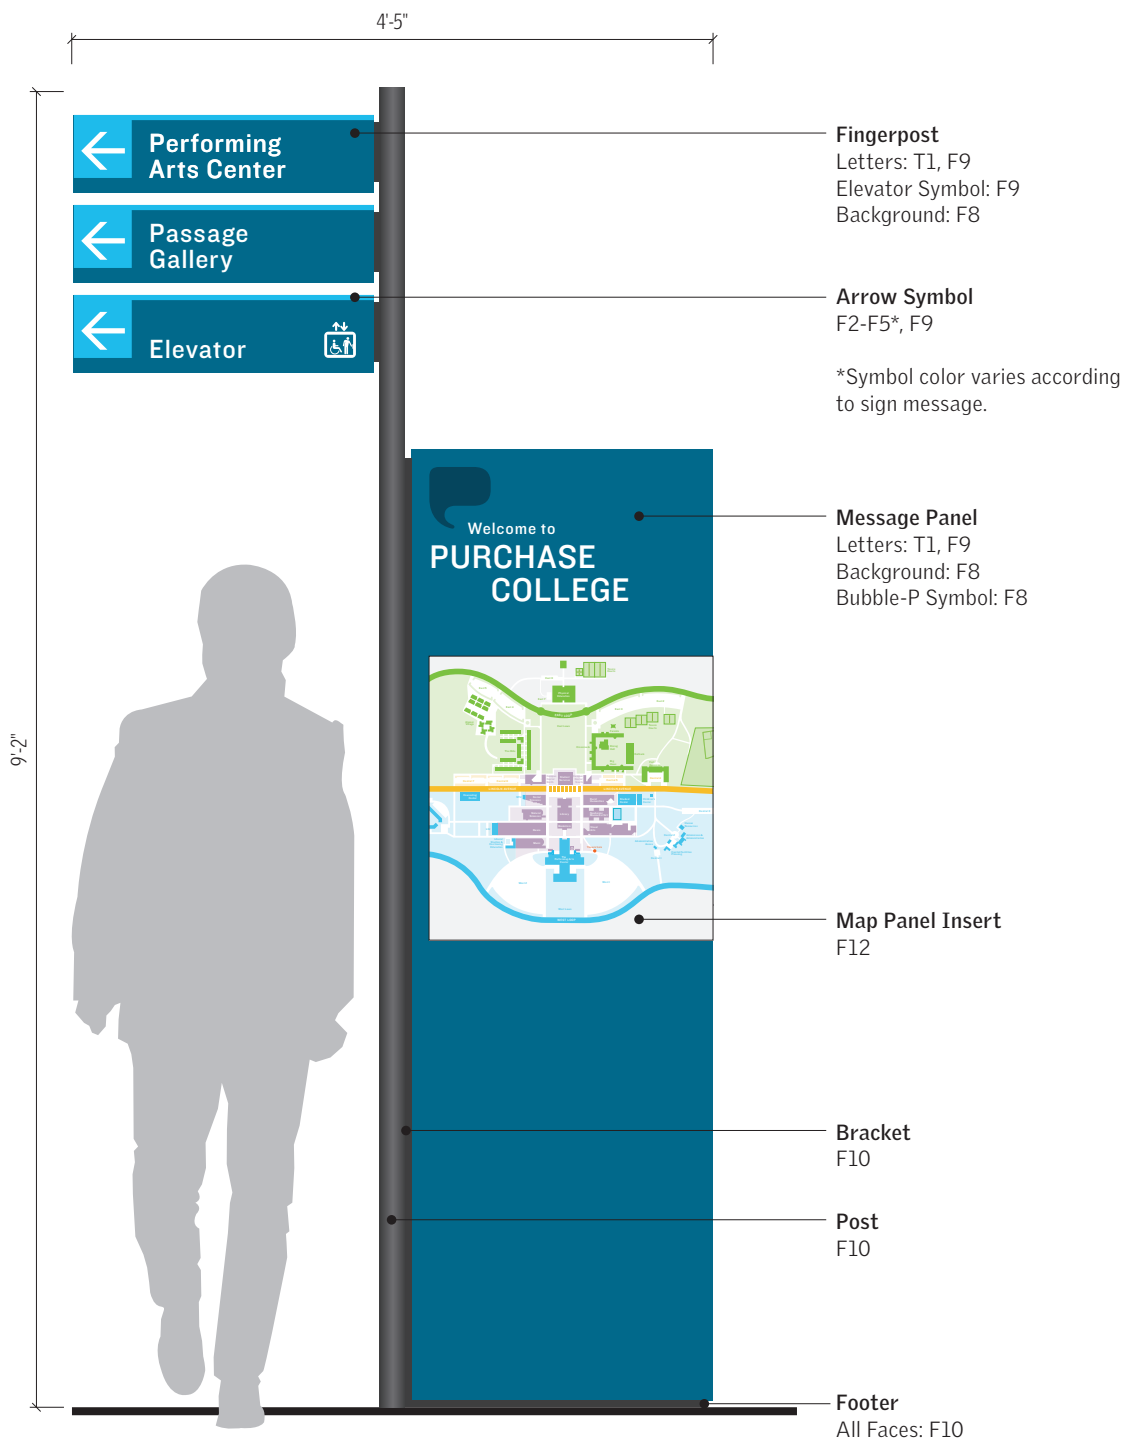 4'-5"
9'-2"
Performing
Arts Center
Passage
Gallery
Elevator
Welcome to
PURCHASE
COLLEGE
Fingerpost
Letters: T1, F9
Elevator Symbol: F9
Background: F8
Arrow Symbol
F2-F5*, F9
*Symbol color varies according
to sign message.
Message Panel
Letters: T1, F9
Background: F8
Bubble-P Symbol: F8
Map Panel Insert
F12
Bracket
F10
Post
F10
Footer
All Faces: F10